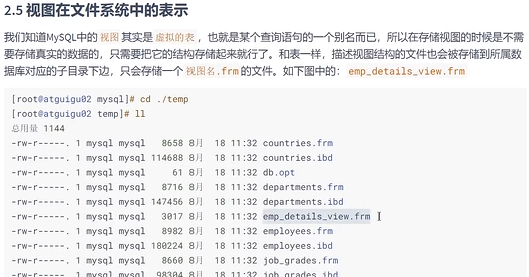 2.5 视图在文件系统中的表示
我们知道MySQL中的 视图 其实是 虚拟的表 ，也就是某个查询语句的一个别名而已，所以在存储视图的时候是不需
要存储真实的数据的，只需要把它的结构存储起来就行了。和表一样，描述视图结构的文件也会被存储到所属数
据库对应的子目录下边，只会存储一个 视图名.frm 的文件。如下图中的： emp_details_view.frm
[root@atguigu02 mysql]# cd ./temp
[root@atguigu02 temp]# ll
总用量 1144
-rw-r-----. 1 mysql mysql   8658 8月  18 11:32 countries.frm
-rw-r-----. 1 mysql mysql 114688 8月  18 11:32 countries.ibd
-rw-r-----. 1 mysql mysql     61 8月  18 11:32 db.opt
-rw-r-----. 1 mysql mysql   8716 8月  18 11:32 departments.frm
-rw-r-----. 1 mysql mysql 147456 8月  18 11:32 departments.ibd
-rw-r-----. 1 mysql mysql   3017 8月  18 11:32 emp_details_view.frm
-rw-r-----. 1 mysql mysql   8982 8月  18 11:32 employees.frm
-rw-r-----. 1 mysql mysql 180224 8月  18 11:32 employees.ibd
-rw-r-----. 1 mysql mysql   8660 8月  18 11:32 job_grades.frm
-rw-r-----. 1 mysql mysql  98304 8月  18 11:32 job_grades.ibd